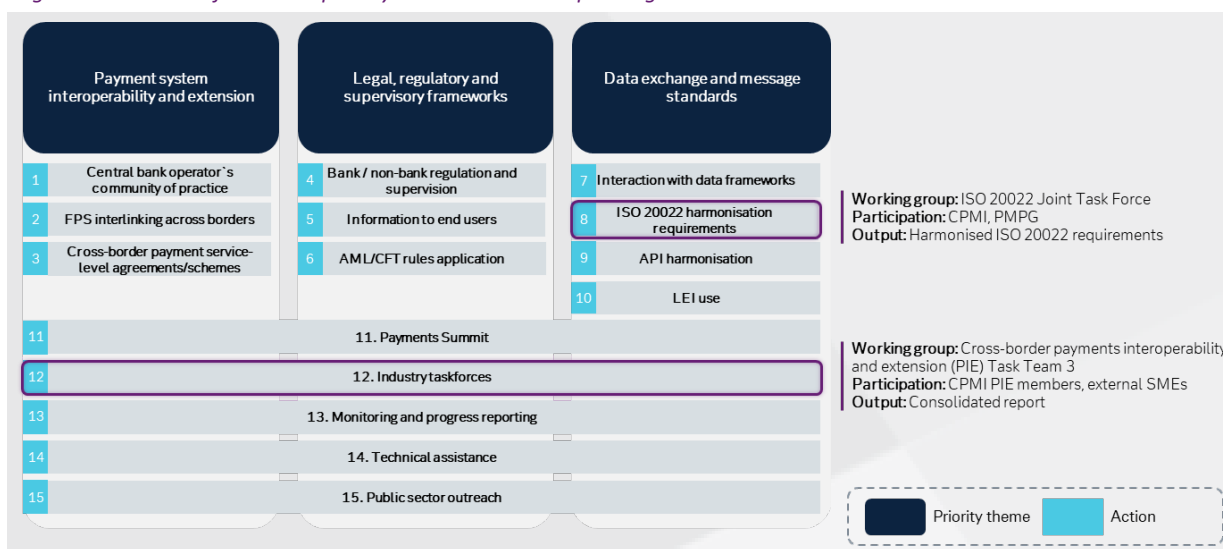 Payment system
interoperability and extension
Legal, regulatory and
supervisory frameworks
Data exchange and message
standards
1
Central bank operator`s
community of practice
2
FPS interlinking across borders
3
Cross-border payment service-
level agreements/schemes
4
Bank / non-bank regulation and
supervision
5
Information to end users
6
AML/CFT rules application
7
Interaction with data frameworks
8
ISO 20022 harmonisation
requirements
9
API harmonisation
10
LEI use
Working group: ISO 20022 Joint Task Force
Participation: CPMI, PMPG
Output: Harmonised ISO 20022 requirements
11
11. Payments Summit
12
12. Industry taskforces
13
13. Monitoring and progress reporting
14
14. Technical assistance
15
15. Public sector outreach
Working group: Cross-border payments interoperability
and extension (PIE) Task Team 3
Participation: CPMI PIE members, external SMEs
Output: Consolidated report
Priority theme
Action